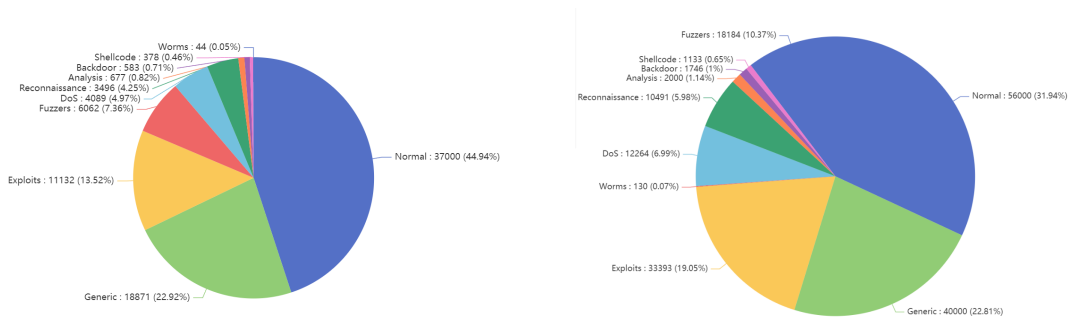 Worms : 44 (0.05%)
Shellcode : 378 (0.46%)
Backdoor : 583 (0.71%)
Analysis : 677 (0.82%)
Reconnaissance : 3496 (4.25%)
DoS : 4089 (4.97%)
Fuzzers : 6062 (7.36%)
Normal : 37000 (44.94%)
Exploits : 11132 (13.52%)
Generic : 18871 (22.92%)
Fuzzers : 18184 (10.37%)
Shellcode : 1133 (0.65%)
Backdoor : 1746 (1%)
Analysis : 2000 (1.14%)
Reconnaissance : 10491 (5.98%)
Normal : 56000 (31.94%)
DoS : 12264 (6.99%)
Worms : 130 (0.07%)
Exploits : 33393 (19.05%)
Generic : 40000 (22.81%)